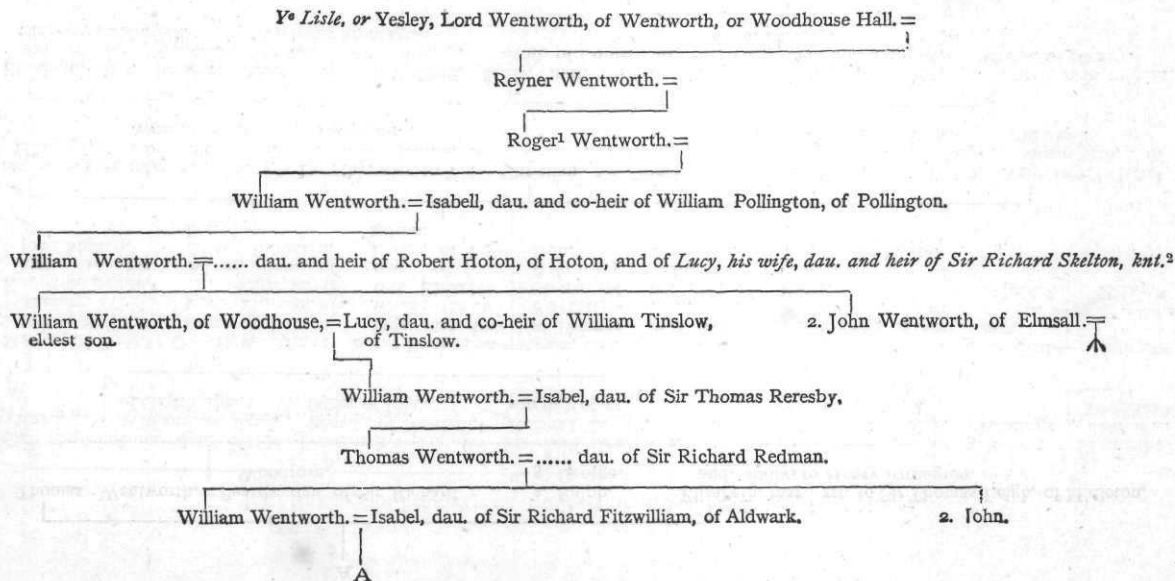 Yᵉ Lisle, or Yesley, Lord Wentworth, of Wentworth, or Woodhouse Hall.=
Reyner Wentworth.=
Roger¹ Wentworth.=
William Wentworth.=Isabell, dau. and co-heir of William Pollington, of Pollington.
William Wentworth.=...... dau. and heir of Robert Hoton, of Hoton, and of Lucy, his wife, dau. and heir of Sir Richard Skelton, knt.²
William Wentworth, of Woodhouse,=Lucy, dau. and co-heir of William Tinslow, 2. John Wentworth, of Elmsall.=
eldest son. of Tinslow.
William Wentworth.=Isabel, dau. of Sir Thomas Reresby.
Thomas Wentworth.=...... dau. of Sir Richard Redman.
William Wentworth.=Isabel, dau. of Sir Richard Fitzwilliam, of Aldwark. 2. John.
A